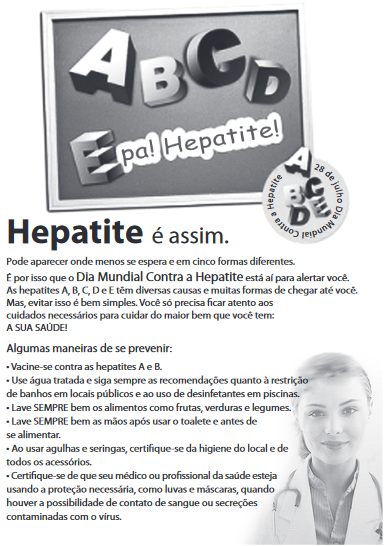 A B C D
Epa! Hepatite!
28 de Julho Dia Mundial Contra a Hepatite
A
B C
D E
Hepatite é assim.
Pode aparecer onde menos se espera e em cinco formas diferentes.
É por isso que o Dia Mundial Contra a Hepatite está aí para alertar você.
As hepatites A, B, C, D e E têm diversas causas e muitas formas de chegar até você.
Mas, evitar isso é bem simples. Você só precisa ficar atento aos
cuidados necessários para cuidar do maior bem que você tem:
A SUA SAÚDE!
Algumas maneiras de se prevenir:
• Vacine-se contra as hepatites A e B.
• Use água tratada e siga sempre as recomendações quanto à restrição
de banhos em locais públicos e ao uso de desinfetantes em piscinas.
• Lave SEMPRE bem os alimentos como frutas, verduras e legumes.
• Lave SEMPRE bem as mãos após usar o toalete e antes de
se alimentar.
• Ao usar agulhas e seringas, certifique-se da higiene do local e de
todos os acessórios.
• Certifique-se de que seu médico ou profissional da saúde esteja
usando a proteção necessária, como luvas e máscaras, quando
houver a possibilidade de contato de sangue ou secreções
contaminadas com o vírus.